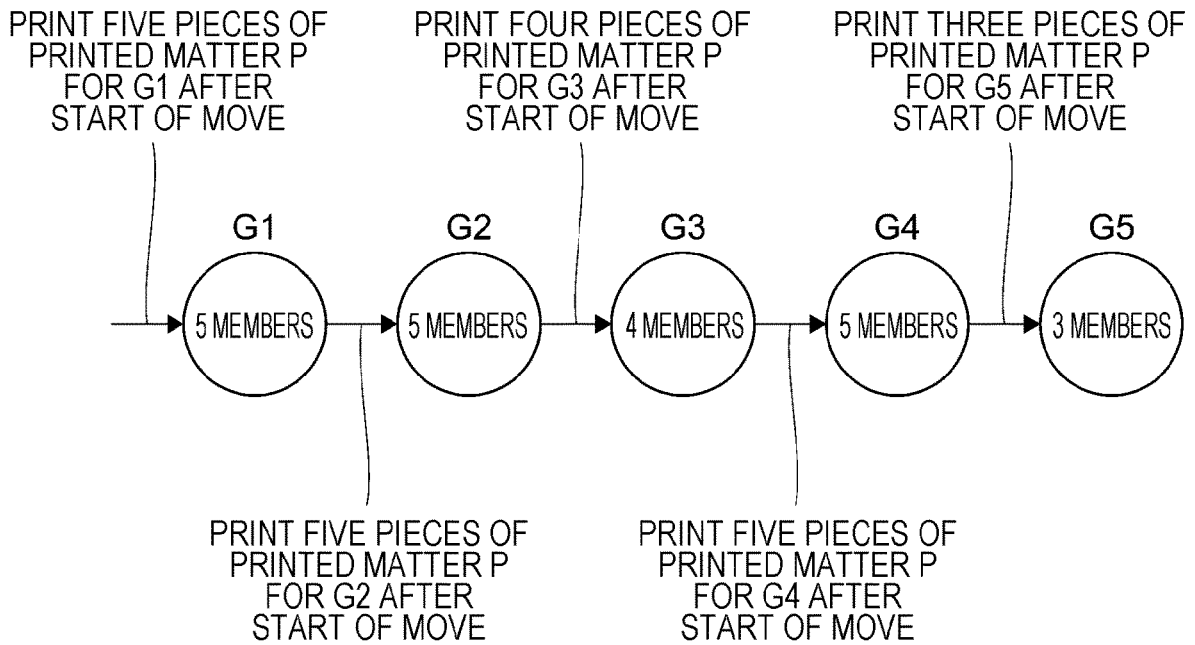 PRINT FIVE PIECES OF
PRINTED MATTER P
FOR G1 AFTER
START OF MOVE
PRINT FOUR PIECES OF
PRINTED MATTER P
FOR G3 AFTER
START OF MOVE
PRINT THREE PIECES OF
PRINTED MATTER P
FOR G5 AFTER
START OF MOVE
G1
G2
G3
G4
G5
5 MEMBERS
5 MEMBERS
4 MEMBERS
5 MEMBERS
3 MEMBERS
PRINT FIVE PIECES OF
PRINTED MATTER P
FOR G2 AFTER
START OF MOVE
PRINT FIVE PIECES OF
PRINTED MATTER P
FOR G4 AFTER
START OF MOVE